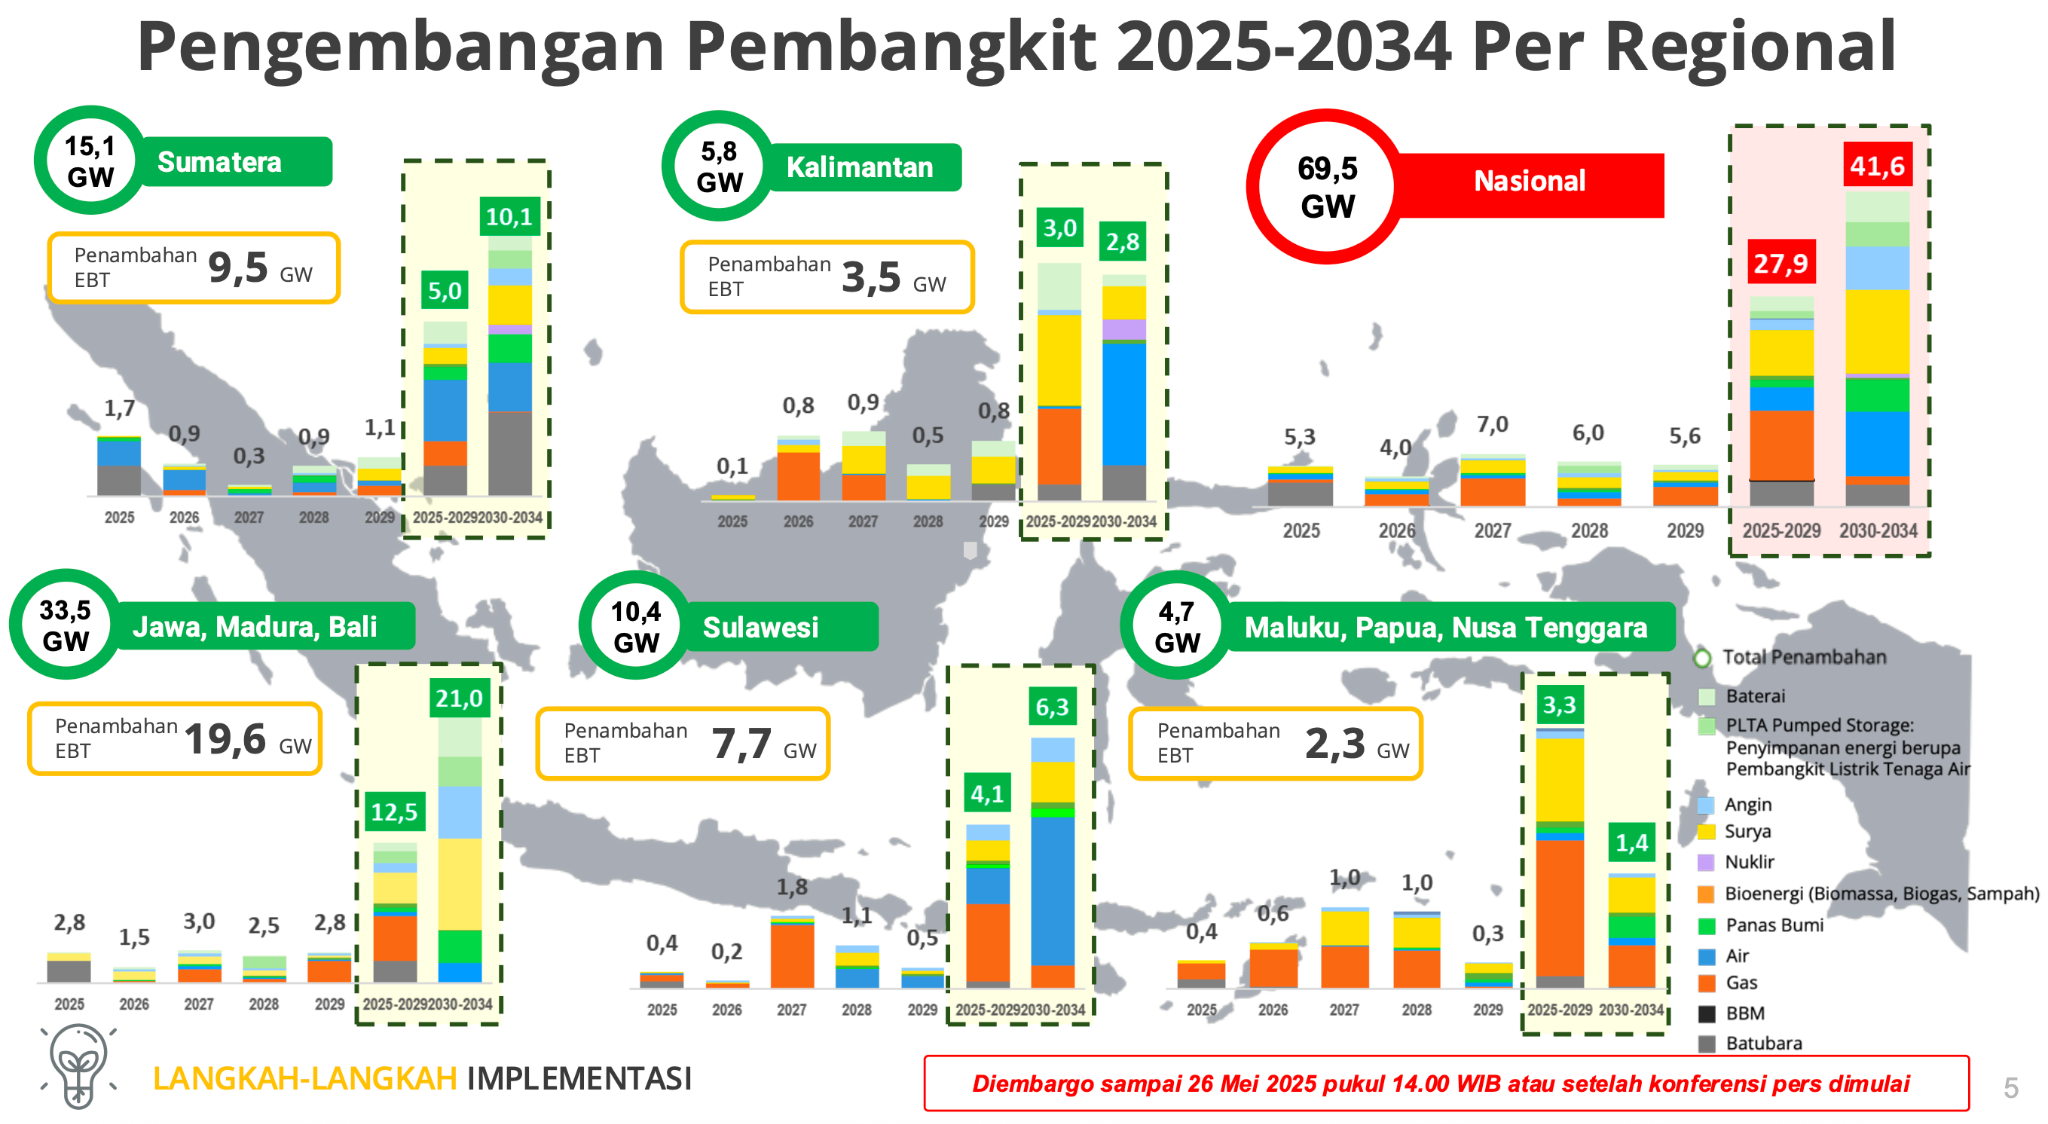 Pengembangan Pembangkit 2025-2034 Per Regional
15,1
GW
Sumatera
Penambahan
EBT
9,5 GW
1,7
0,9
0,3
0,9
1,1
5,0
10,1
2025
2026
2027
2028
2029
2025-2029
2030-2034
5,8
GW
Kalimantan
Penambahan
EBT
3,5 GW
0,1
0,8
0,9
0,5
0,8
3,0
2,8
2025
2026
2027
2028
2029
2025-2029
2030-2034
69,5
GW
Nasional
5,3
4,0
7,0
6,0
5,6
27,9
41,6
2025
2026
2027
2028
2029
2025-2029
2030-2034
33,5
GW
Jawa, Madura, Bali
Penambahan
EBT
19,6 GW
2,8
1,5
3,0
2,5
2,8
12,5
21,0
2025
2026
2027
2028
2029
2025-2029
2030-2034
10,4
GW
Sulawesi
Penambahan
EBT
7,7 GW
0,4
0,2
1,8
1,1
0,5
4,1
6,3
2025
2026
2027
2028
2029
2025-2029
2030-2034
4,7
GW
Maluku, Papua, Nusa Tenggara
Penambahan
EBT
2,3 GW
0,4
0,6
1,0
1,0
0,3
3,3
1,4
2025
2026
2027
2028
2029
2025-2029
2030-2034
Total Penambahan
Baterai
PLTA Pumped Storage:
Penyimpanan energi berupa
Pembangkit Listrik Tenaga Air
Angin
Surya
Nuklir
Bioenergi (Biomassa, Biogas, Sampah)
Panas Bumi
Air
Gas
BBM
Batubara
LANGKAH-LANGKAH IMPLEMENTASI
Diembargo sampai 26 Mei 2025 pukul 14.00 WIB atau setelah konferensi pers dimulai
5